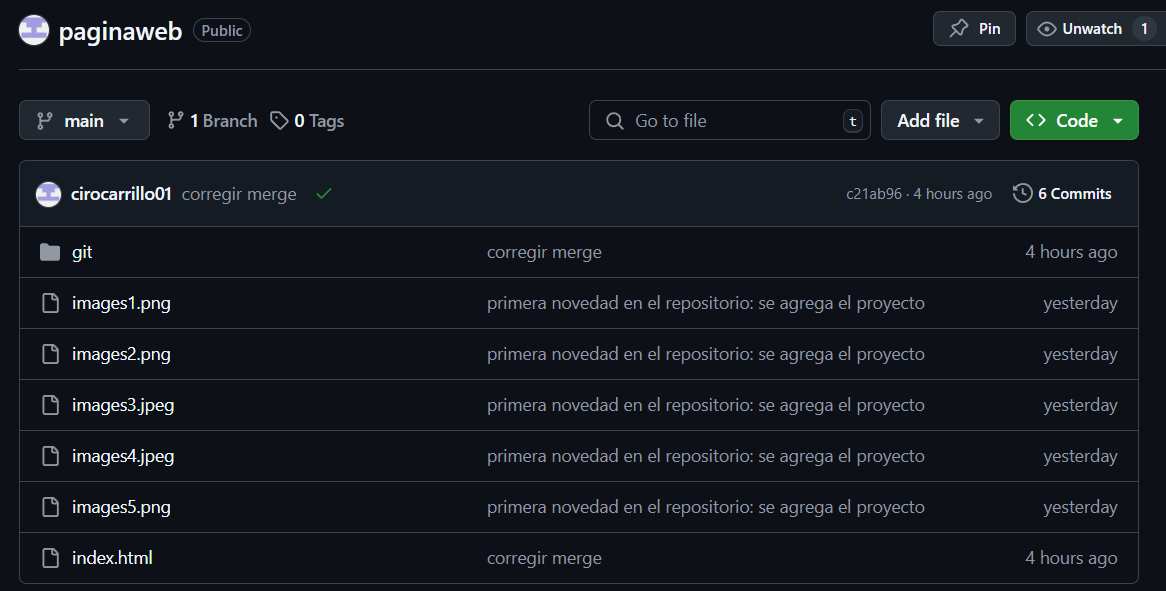 paginaweb Public Pin Unwatch 1
main 1 Branch 0 Tags Go to file t Add file Code
cirocarrillo01 corregir merge c21ab96 · 4 hours ago 6 Commits
git corregir merge 4 hours ago
images1.png primera novedad en el repositorio: se agrega el proyecto yesterday
images2.png primera novedad en el repositorio: se agrega el proyecto yesterday
images3.jpeg primera novedad en el repositorio: se agrega el proyecto yesterday
images4.jpeg primera novedad en el repositorio: se agrega el proyecto yesterday
images5.png primera novedad en el repositorio: se agrega el proyecto yesterday
index.html corregir merge 4 hours ago